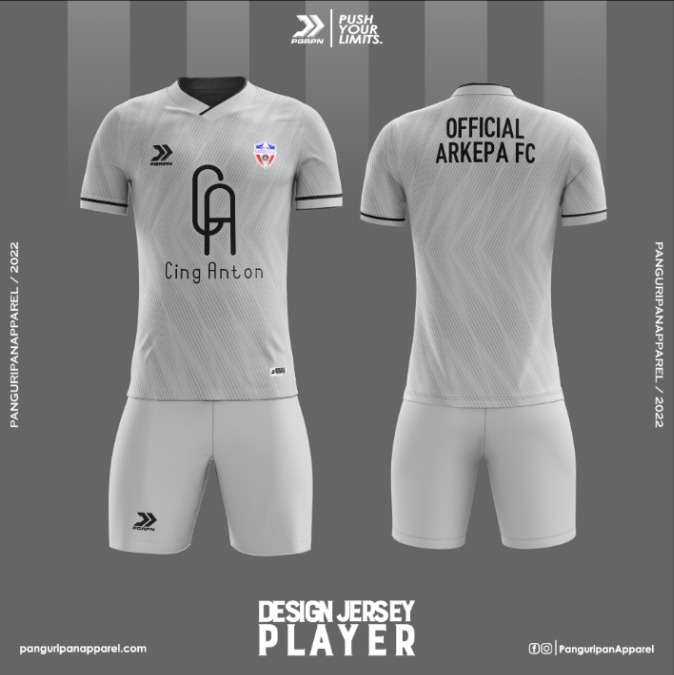 PGRPN
PUSH
YOUR
LIMITS.
PGRPN
CA
Cing Anton
OFFICIAL
ARKEPA FC
PANGURIPANAPPAREL / 2022
PANGURIPANAPPAREL / 2022
PGRPN
DESIGN JERSEY
PLAYER
panguripanapparel.com
PanguripanApparel